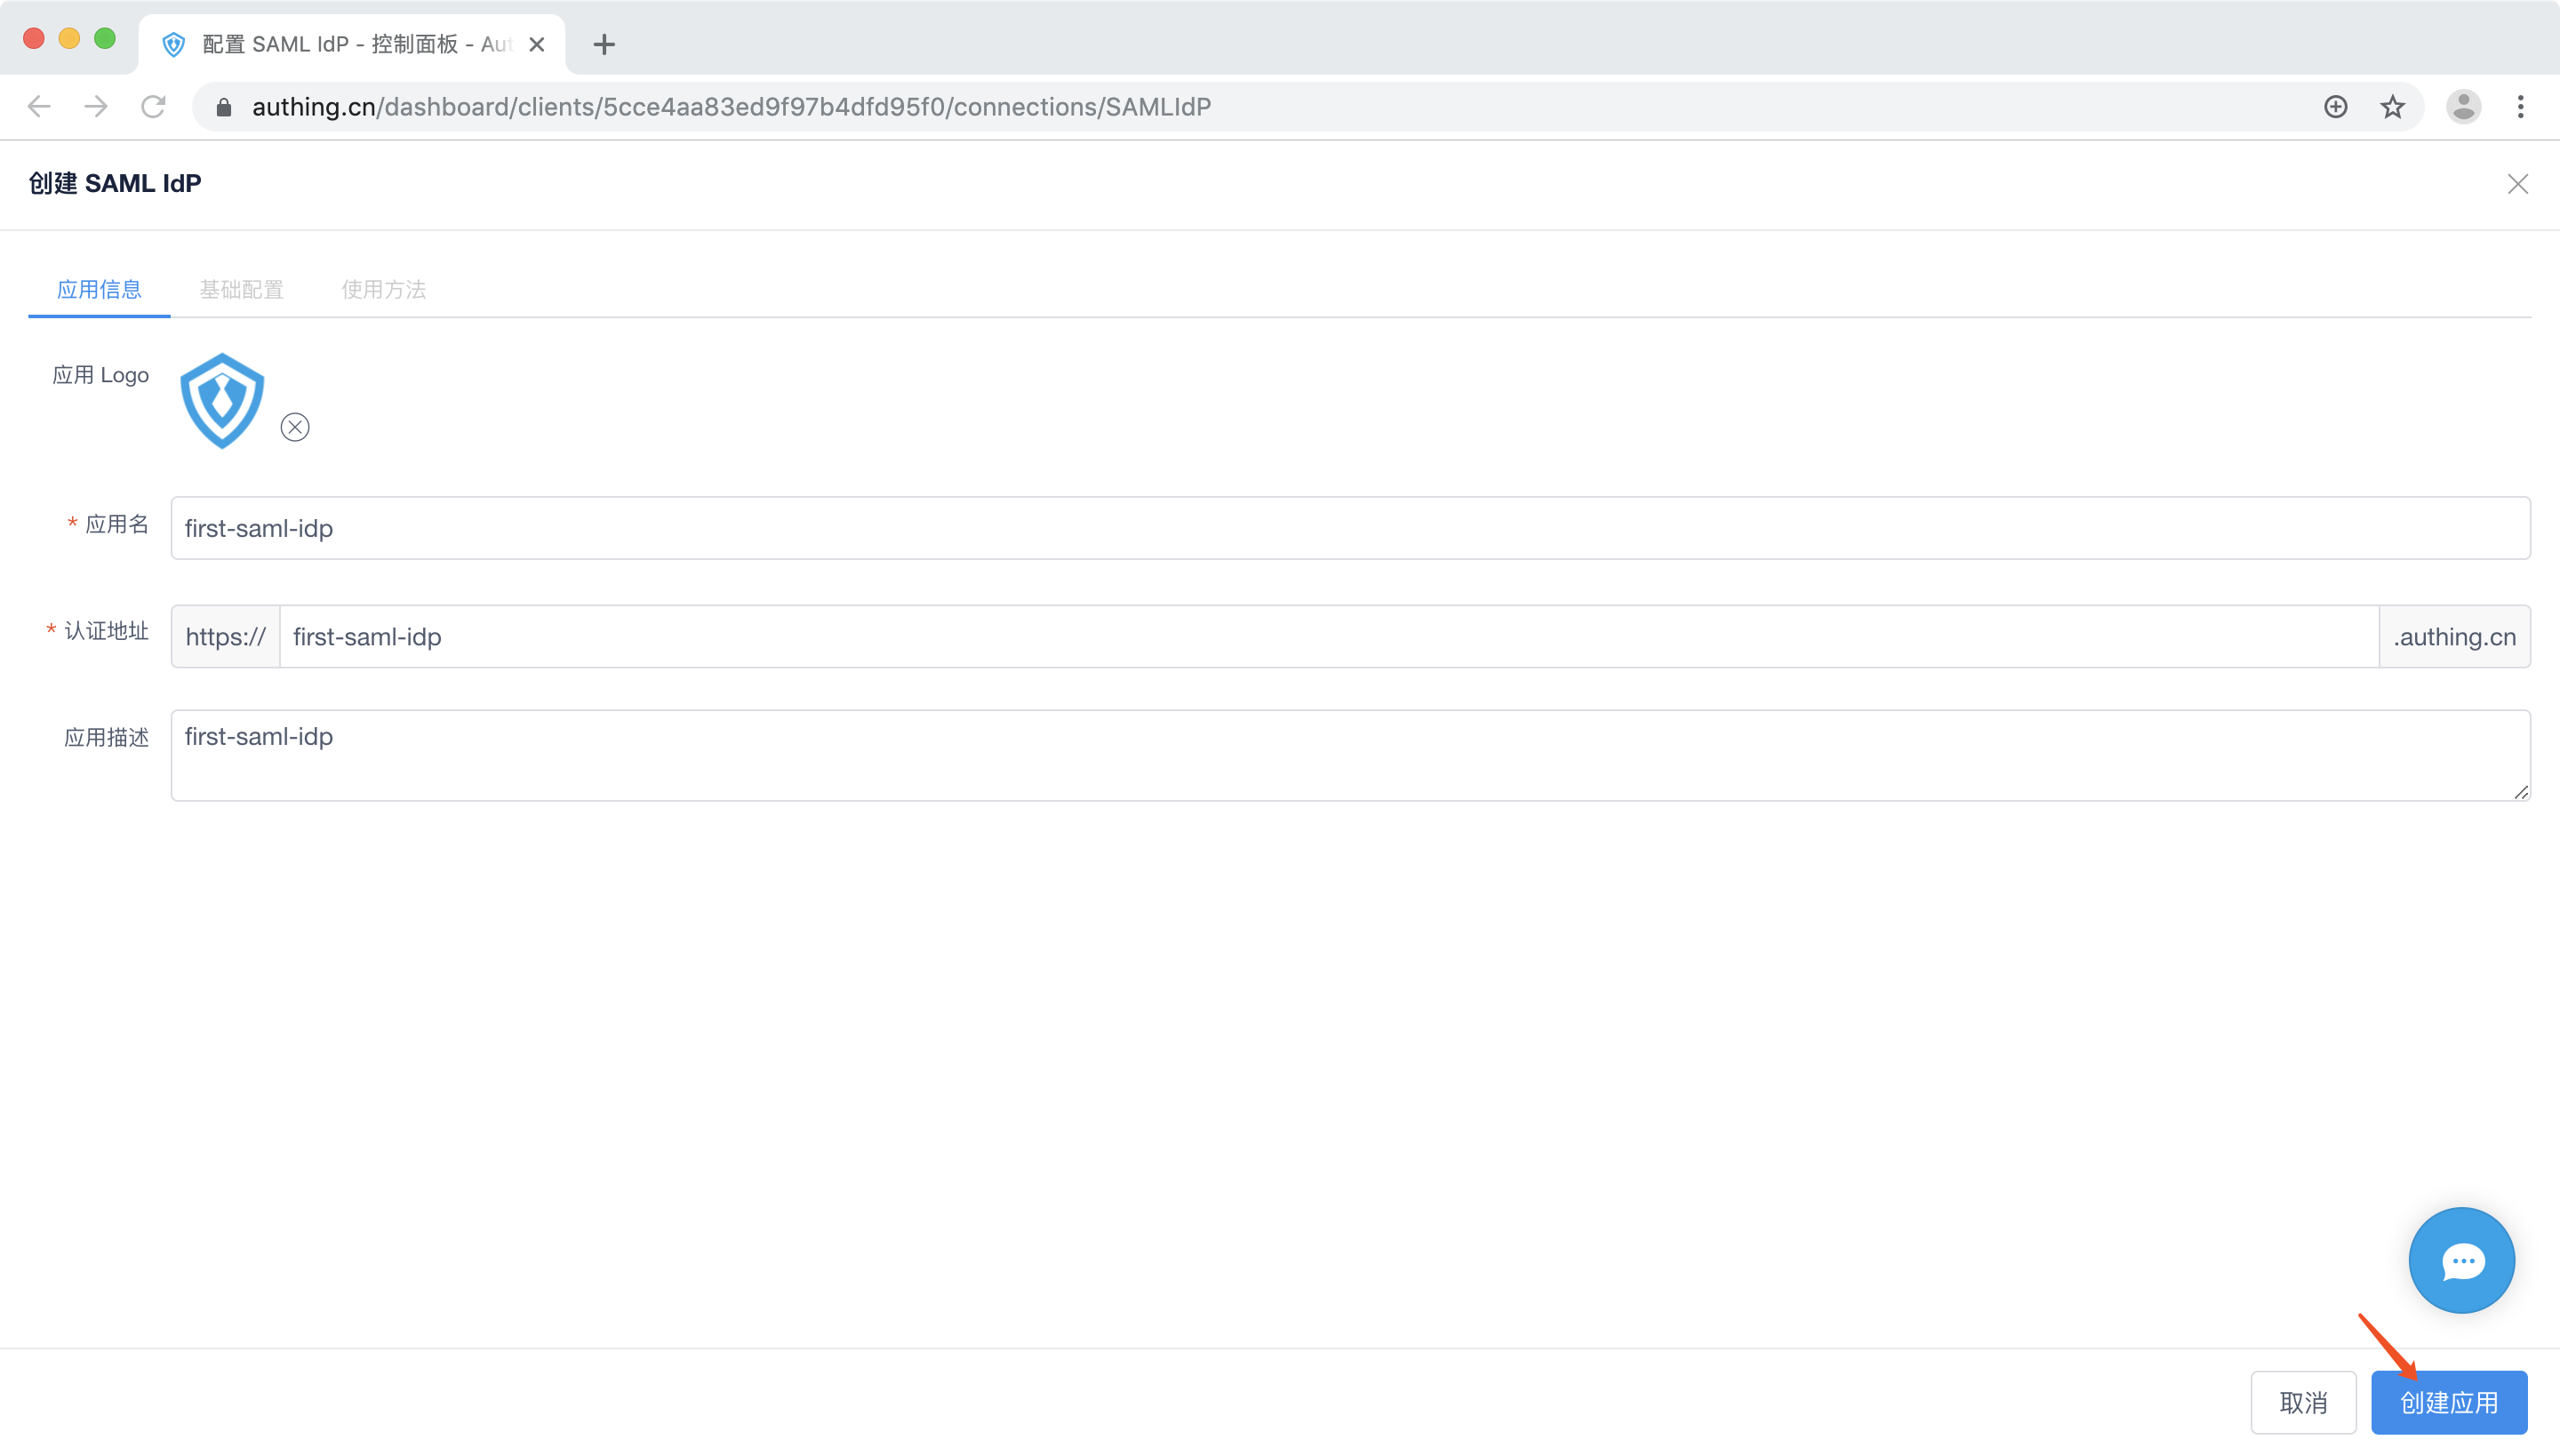 配置 SAML IdP - 控制面板 - Aut
authing.cn/dashboard/clients/5cce4aa83ed9f97b4dfd95f0/connections/SAMLIdP
创建 SAML IdP
应用信息 基础配置 使用方法
应用 Logo
* 应用名 first-saml-idp
* 认证地址 https:// first-saml-idp .authing.cn
应用描述 first-saml-idp
取消 创建应用